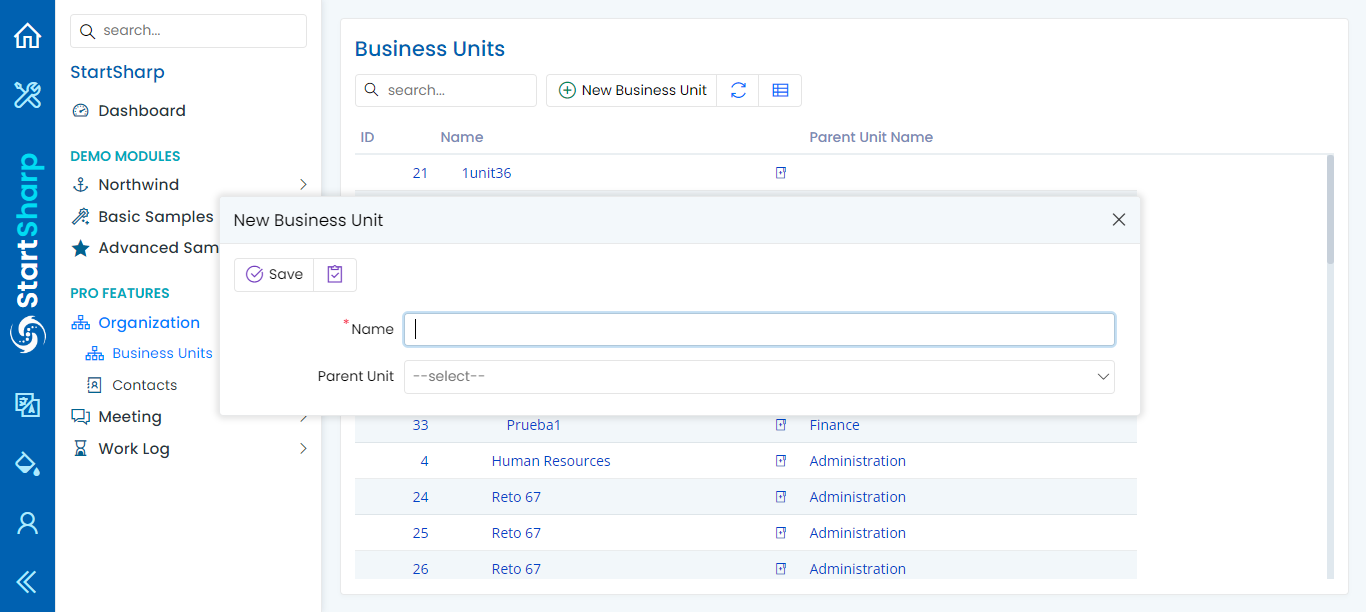 StartSharp
search...
StartSharp
Dashboard
DEMO MODULES
Northwind
Basic Samples
Advanced Sam
PRO FEATURES
Organization
Business Units
Contacts
Meeting
Work Log
Business Units
search...
New Business Unit
ID Name Parent Unit Name
21 1unit36
New Business Unit
Save
*Name
Parent Unit --select--
33 Prueba1 Finance
4 Human Resources Administration
24 Reto 67 Administration
25 Reto 67 Administration
26 Reto 67 Administration